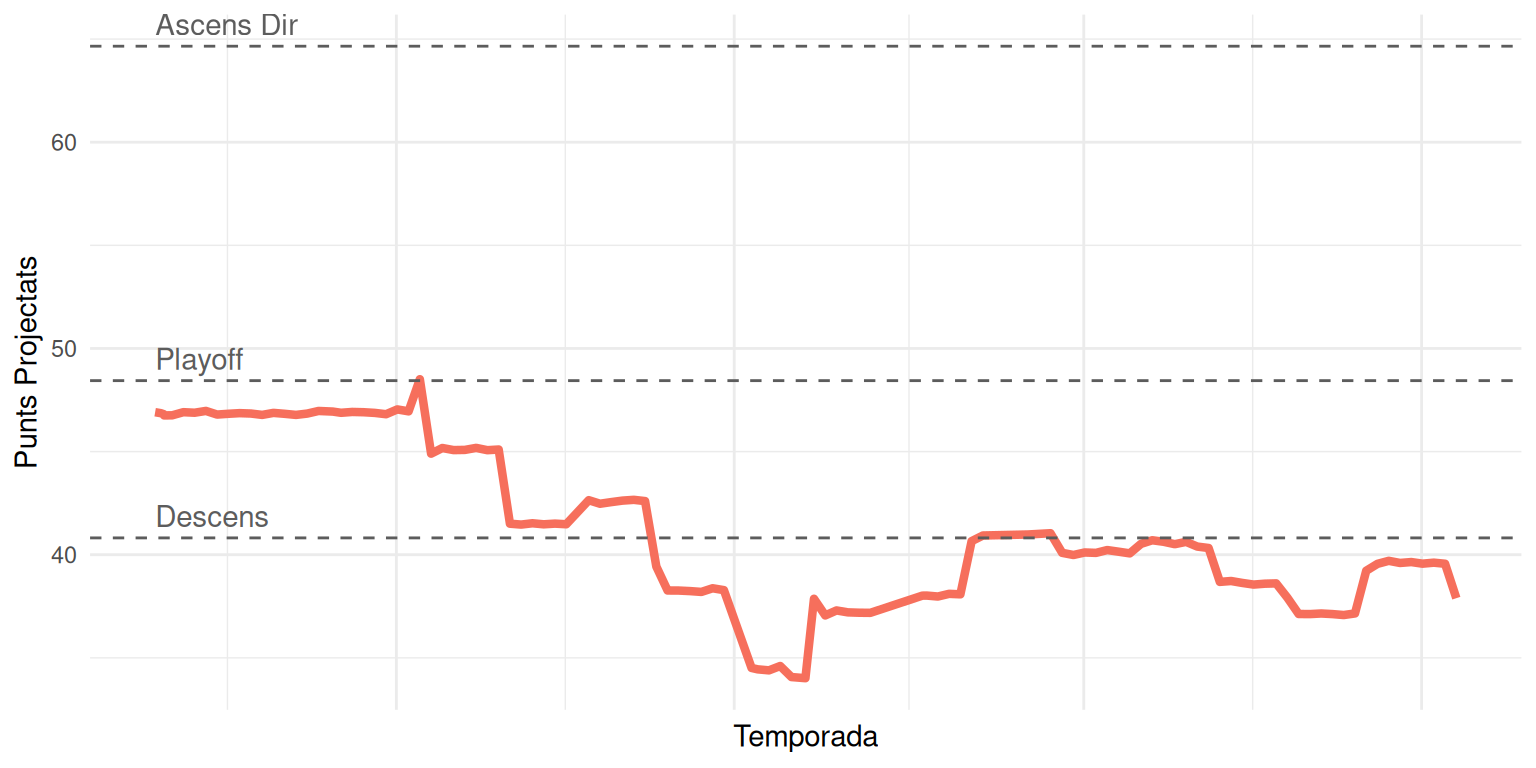 Ascens Dir
60
50
Playoff
Descens
40
Punts Projectats
Temporada